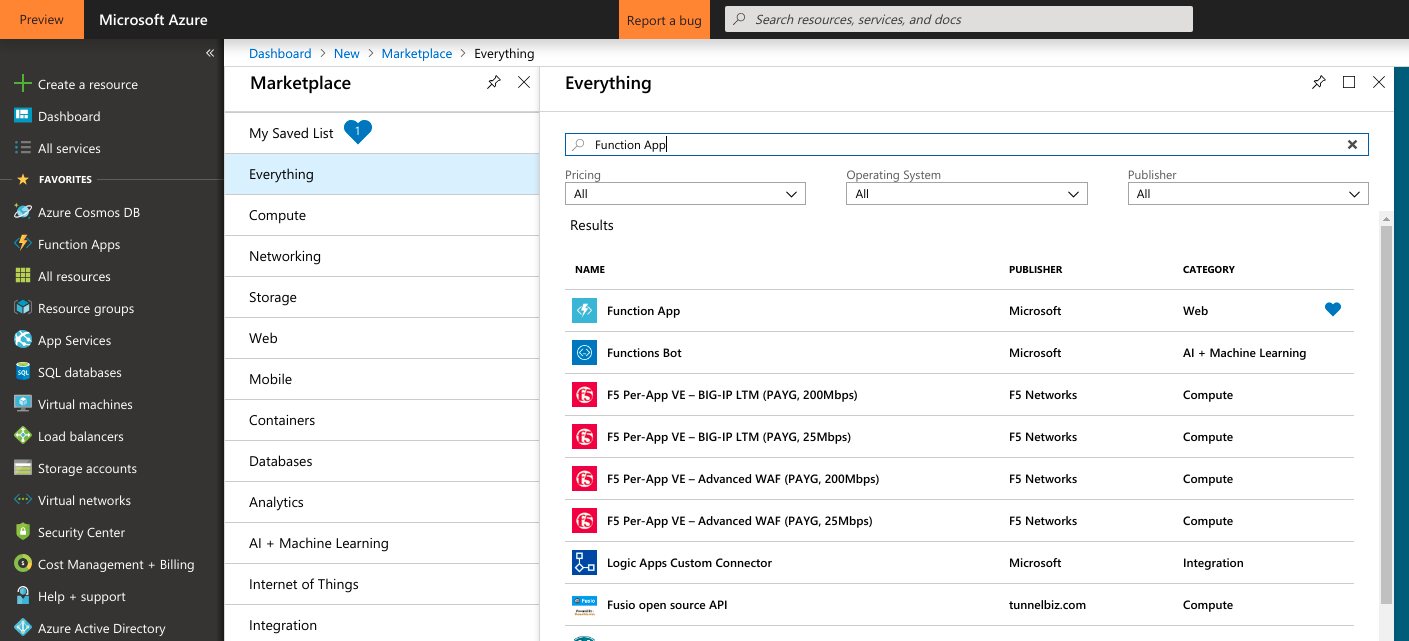 Preview
Microsoft Azure
Report a bug
Search resources, services, and docs
«
Create a resource
Dashboard
All services
FAVORITES
Azure Cosmos DB
Function Apps
All resources
Resource groups
App Services
SQL databases
Virtual machines
Load balancers
Storage accounts
Virtual networks
Security Center
Cost Management + Billing
Help + support
Azure Active Directory
Dashboard > New > Marketplace > Everything
Marketplace
My Saved List 1
Everything
Compute
Networking
Storage
Web
Mobile
Containers
Databases
Analytics
AI + Machine Learning
Internet of Things
Integration
Everything
Function App
Pricing Operating System Publisher
All All All
Results
NAME PUBLISHER CATEGORY
Function App Microsoft Web
Functions Bot Microsoft AI + Machine Learning
F5 Per-App VE – BIG-IP LTM (PAYG, 200Mbps) F5 Networks Compute
F5 Per-App VE – BIG-IP LTM (PAYG, 25Mbps) F5 Networks Compute
F5 Per-App VE – Advanced WAF (PAYG, 200Mbps) F5 Networks Compute
F5 Per-App VE – Advanced WAF (PAYG, 25Mbps) F5 Networks Compute
Logic Apps Custom Connector Microsoft Integration
Fusio open source API tunnelbiz.com Compute